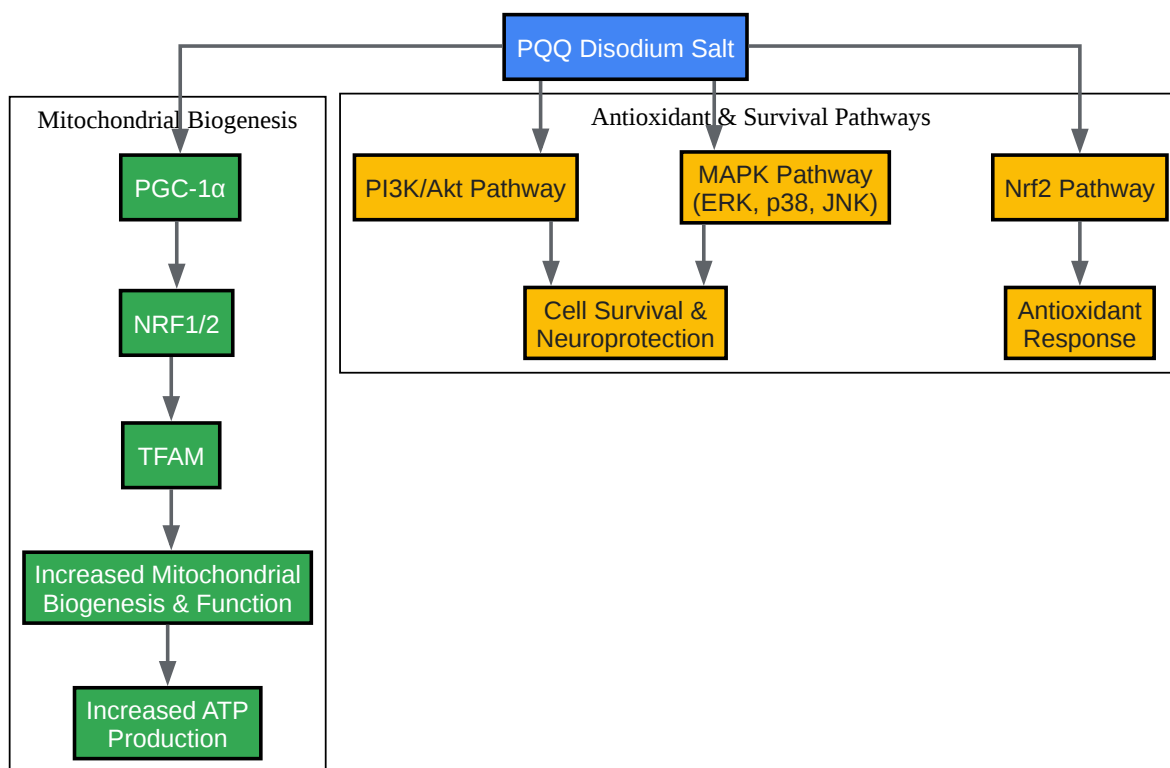 PQQ Disodium Salt
Mitochondrial Biogenesis
Antioxidant & Survival Pathways
PGC-1α
PI3K/Akt Pathway
MAPK Pathway
(ERK, p38, JNK)
Nrf2 Pathway
NRF1/2
Cell Survival &
Neuroprotection
Antioxidant
Response
TFAM
Increased Mitochondrial
Biogenesis & Function
Increased ATP
Production